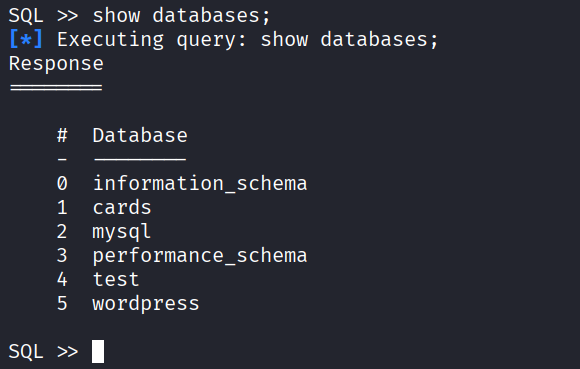 SQL >> show databases;
[*] Executing query: show databases;
Response
========
#  Database
-  --------
0  information_schema
1  cards
2  mysql
3  performance_schema
4  test
5  wordpress
SQL >>